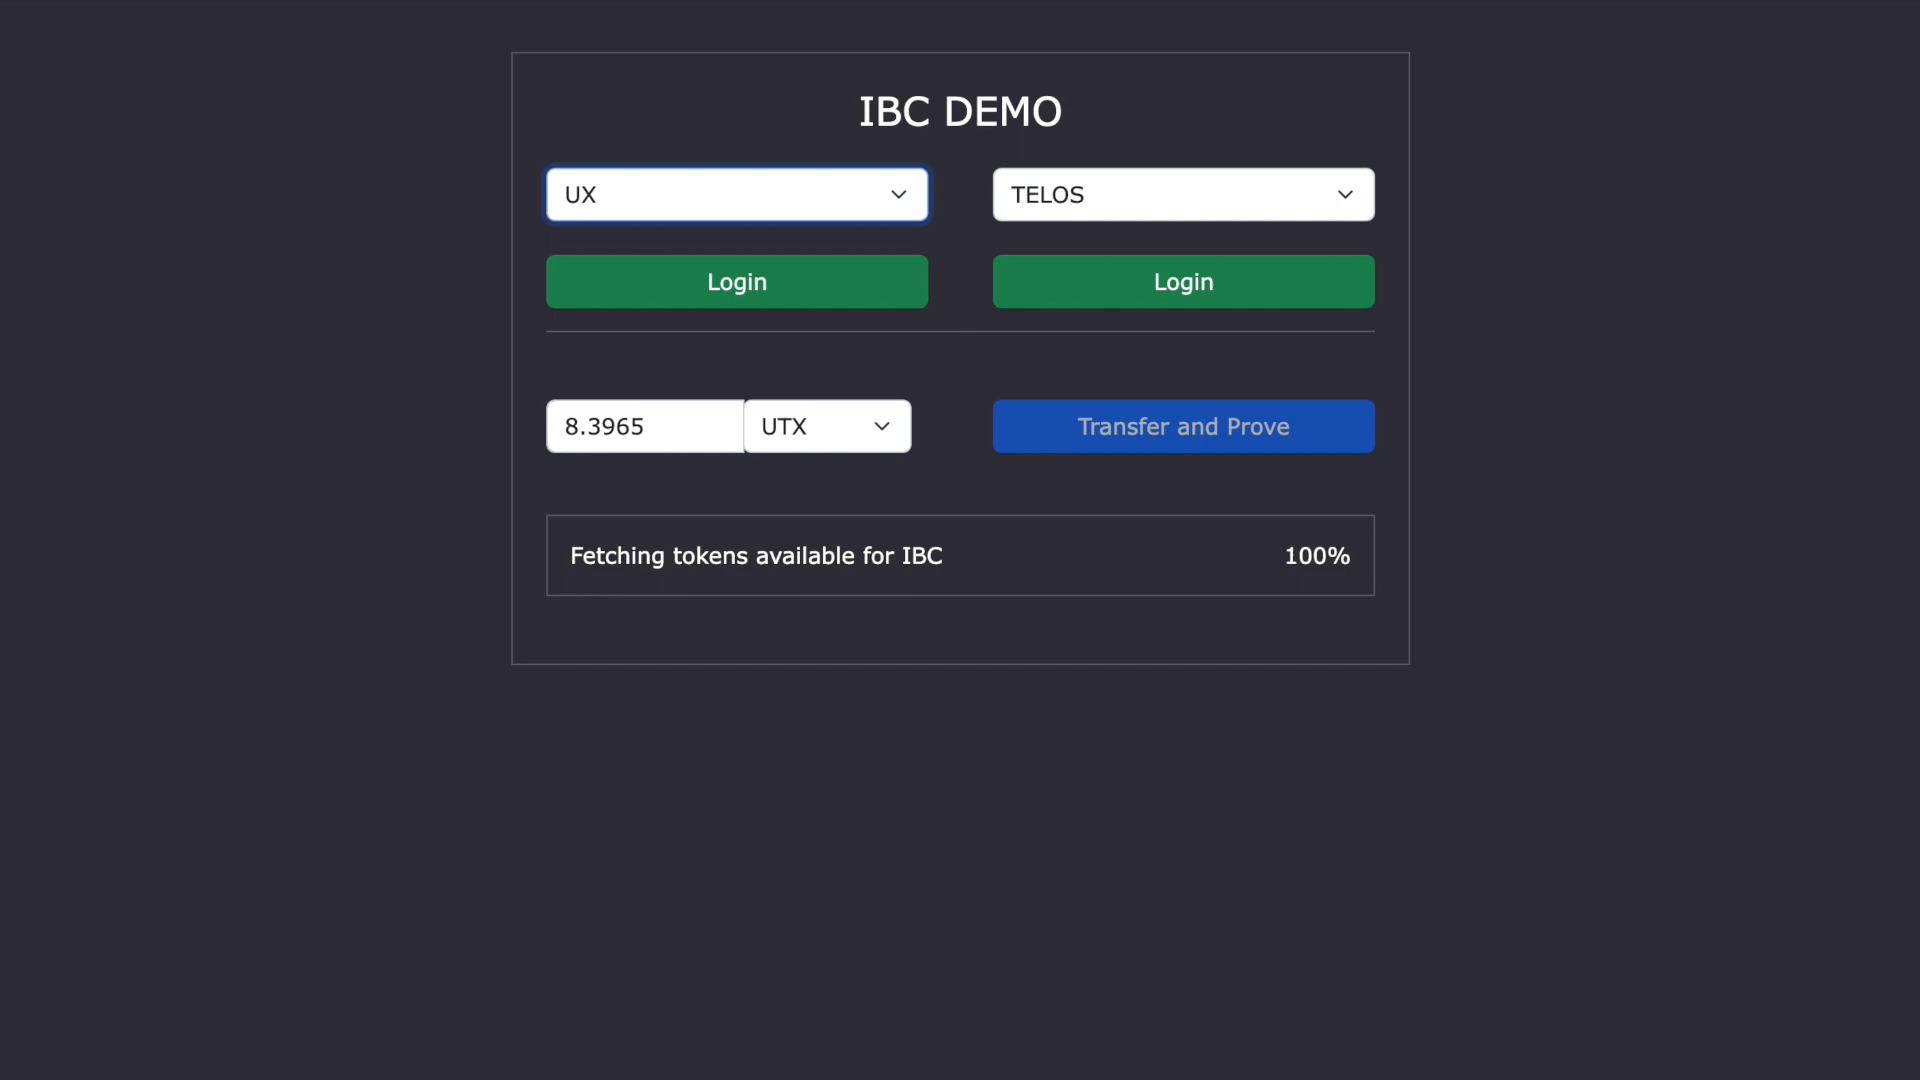 IBC DEMO
UX
TELOS
Login
Login
8.3965
UTX
Transfer and Prove
Fetching tokens available for IBC
100%